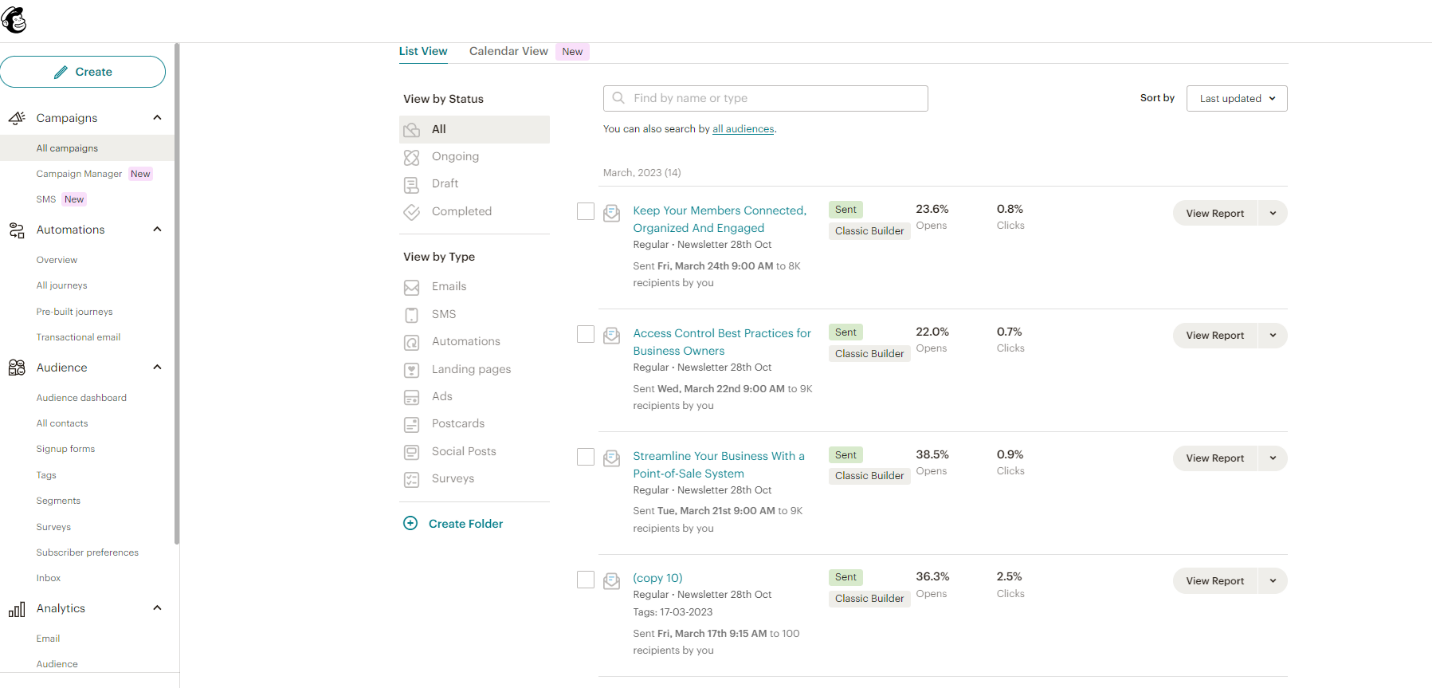 Create
Campaigns
All campaigns
Campaign Manager New
SMS New
Automations
Overview
All journeys
Pre-built journeys
Transactional email
Audience
Audience dashboard
All contacts
Signup forms
Tags
Segments
Surveys
Subscriber preferences
Inbox
Analytics
Email
Audience
List View
Calendar View New
View by Status
All
Ongoing
Draft
Completed
View by Type
Emails
SMS
Automations
Landing pages
Ads
Postcards
Social Posts
Surveys
Create Folder
Find by name or type
Sort by Last updated
You can also search by all audiences.
March, 2023 (14)
Keep Your Members Connected,
Organized And Engaged
Regular · Newsletter 28th Oct
Sent Fri, March 24th 9:00 AM to 8K
recipients by you
Sent
Classic Builder
23.6%
Opens
0.8%
Clicks
View Report
Access Control Best Practices for
Business Owners
Regular · Newsletter 28th Oct
Sent Wed, March 22nd 9:00 AM to 9K
recipients by you
Sent
Classic Builder
22.0%
Opens
0.7%
Clicks
View Report
Streamline Your Business With a
Point-of-Sale System
Regular · Newsletter 28th Oct
Sent Tue, March 21st 9:00 AM to 9K
recipients by you
Sent
Classic Builder
38.5%
Opens
0.9%
Clicks
View Report
(copy 10)
Regular · Newsletter 28th Oct
Tags: 17-03-2023
Sent Fri, March 17th 9:15 AM to 100
recipients by you
Sent
Classic Builder
36.3%
Opens
2.5%
Clicks
View Report